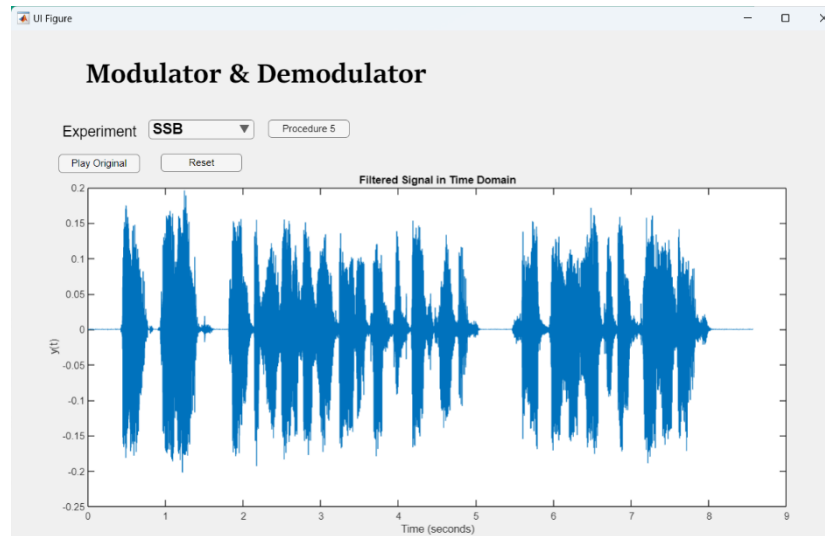 UI Figure
Modulator & Demodulator
Experiment SSB Procedure 5
Play Original Reset
Filtered Signal in Time Domain
0.2
0.15
0.1
0.05
0
-0.05
-0.1
-0.15
-0.2
-0.25
y(t)
0 1 2 3 4 5 6 7 8 9
Time (seconds)